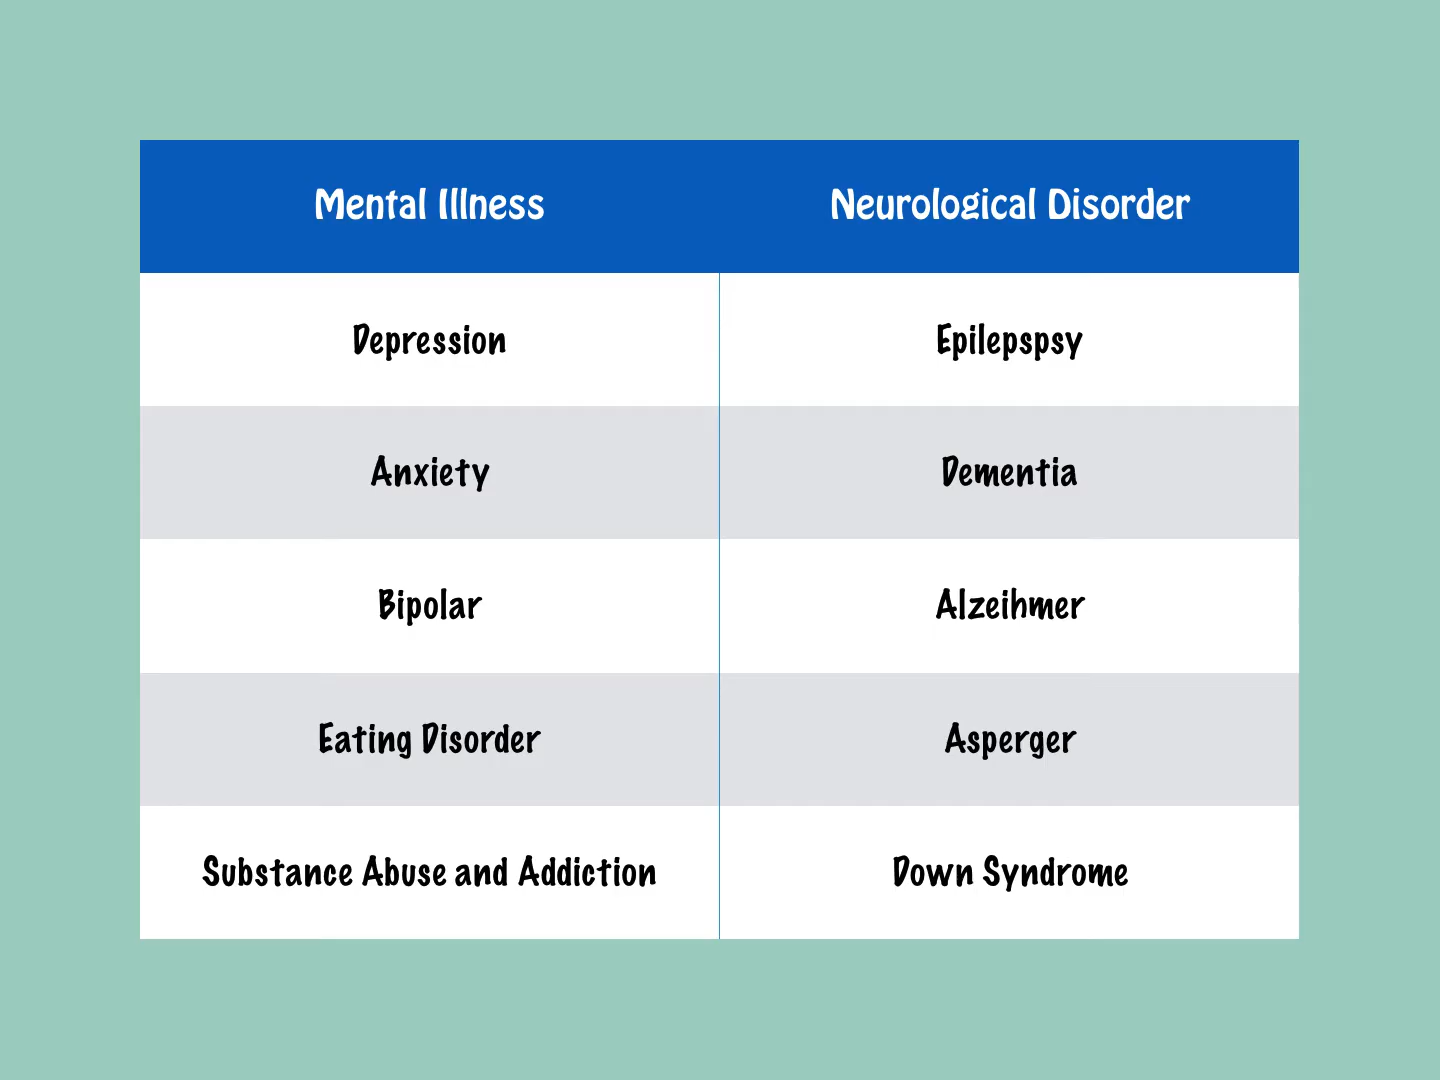 Mental Illness Neurological Disorder
Depression Epilepspsy
Anxiety Dementia
Bipolar Alzeihmer
Eating Disorder Asperger
Substance Abuse and Addiction Down Syndrome